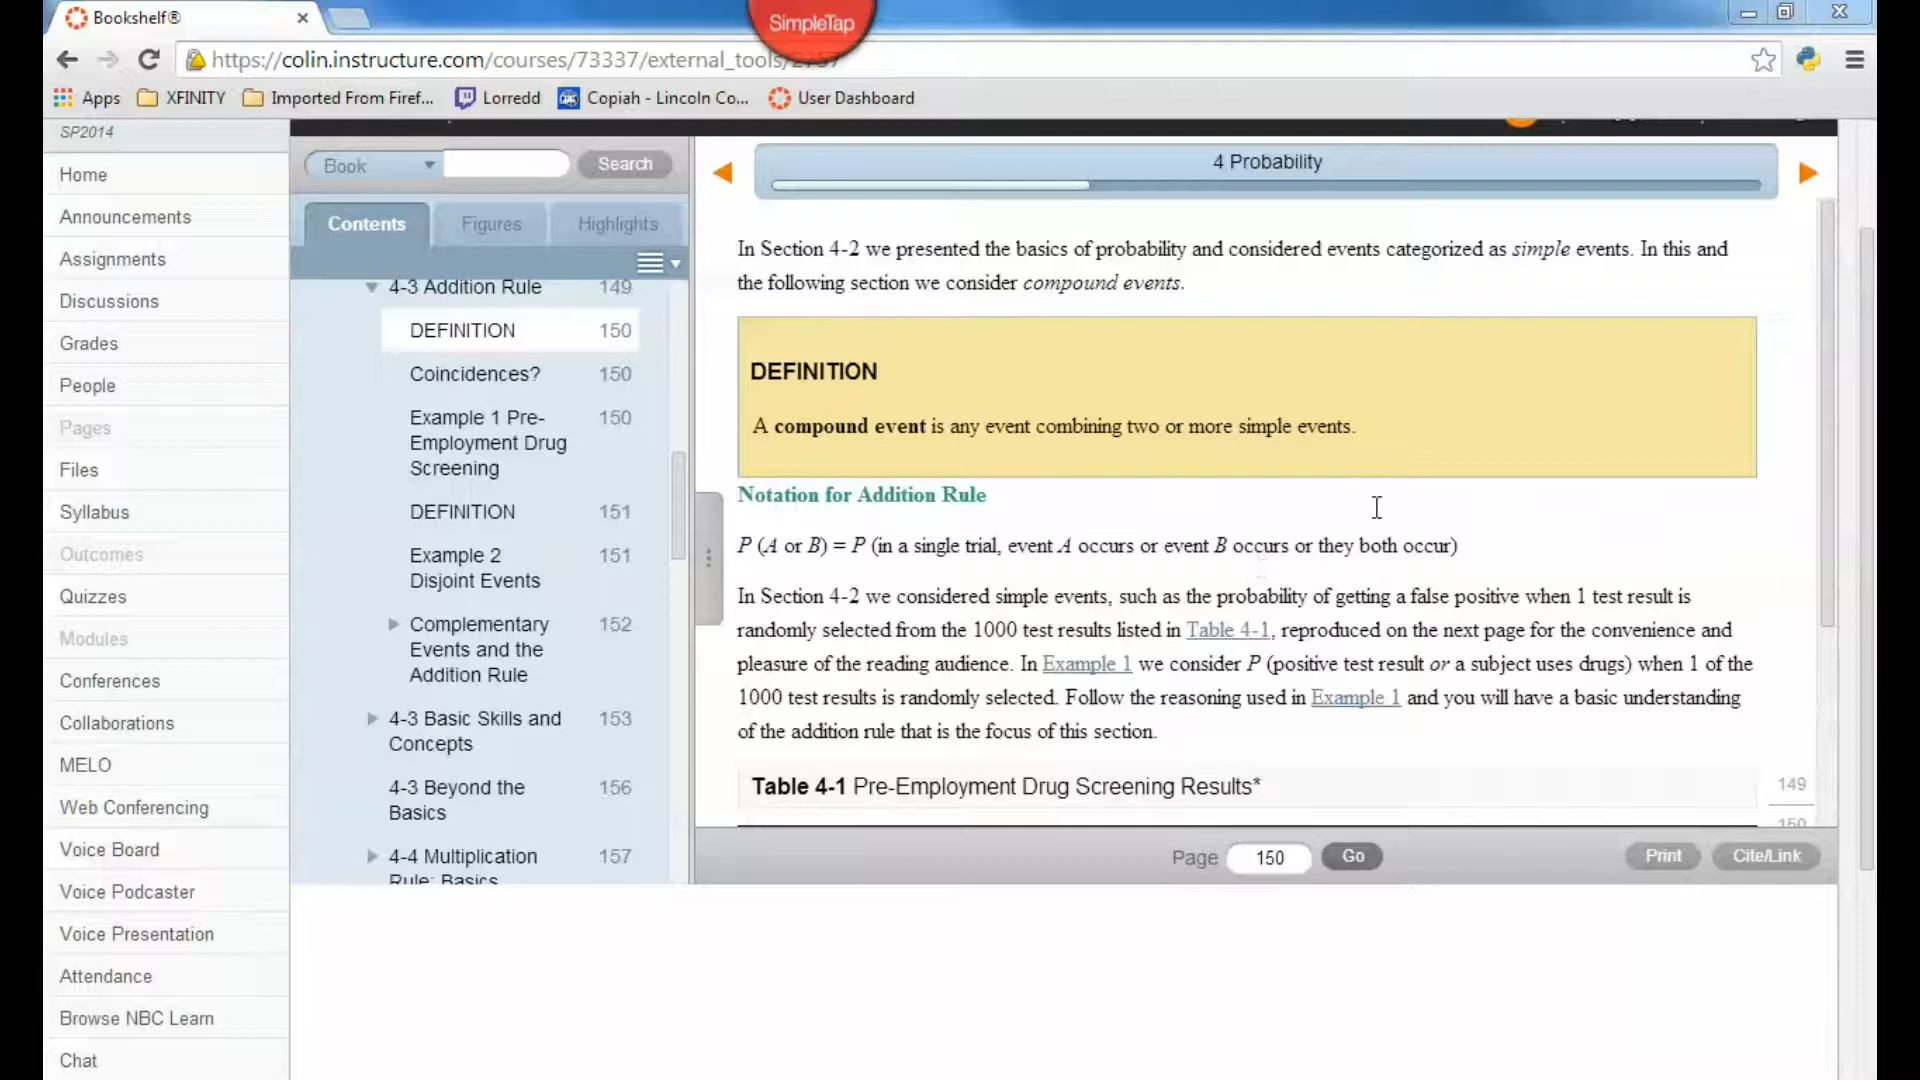 Bookshelf®
SimpleTap
https://colin.instructure.com/courses/73337/external_tools/
Apps XFINITY Imported From Firef... Lorredd Copiah - Lincoln Co... User Dashboard
SP2014
Home
Announcements
Assignments
Discussions
Grades
People
Pages
Files
Syllabus
Outcomes
Quizzes
Modules
Conferences
Collaborations
MELO
Web Conferencing
Voice Board
Voice Podcaster
Voice Presentation
Attendance
Browse NBC Learn
Chat
Book Search
Contents Figures Highlights
4-3 Addition Rule 149
DEFINITION 150
Coincidences? 150
Example 1 Pre- 150
Employment Drug
Screening
DEFINITION 151
Example 2 151
Disjoint Events
Complementary 152
Events and the
Addition Rule
4-3 Basic Skills and 153
Concepts
4-3 Beyond the 156
Basics
4-4 Multiplication 157
Rule: Basics
4 Probability
In Section 4-2 we presented the basics of probability and considered events categorized as simple events. In this and
the following section we consider compound events.
DEFINITION
A compound event is any event combining two or more simple events.
Notation for Addition Rule
P (A or B) = P (in a single trial, event A occurs or event B occurs or they both occur)
In Section 4-2 we considered simple events, such as the probability of getting a false positive when 1 test result is
randomly selected from the 1000 test results listed in Table 4-1, reproduced on the next page for the convenience and
pleasure of the reading audience. In Example 1 we consider P (positive test result or a subject uses drugs) when 1 of the
1000 test results is randomly selected. Follow the reasoning used in Example 1 and you will have a basic understanding
of the addition rule that is the focus of this section.
Table 4-1 Pre-Employment Drug Screening Results*
149
150
Page 150 Go Print Cite/Link